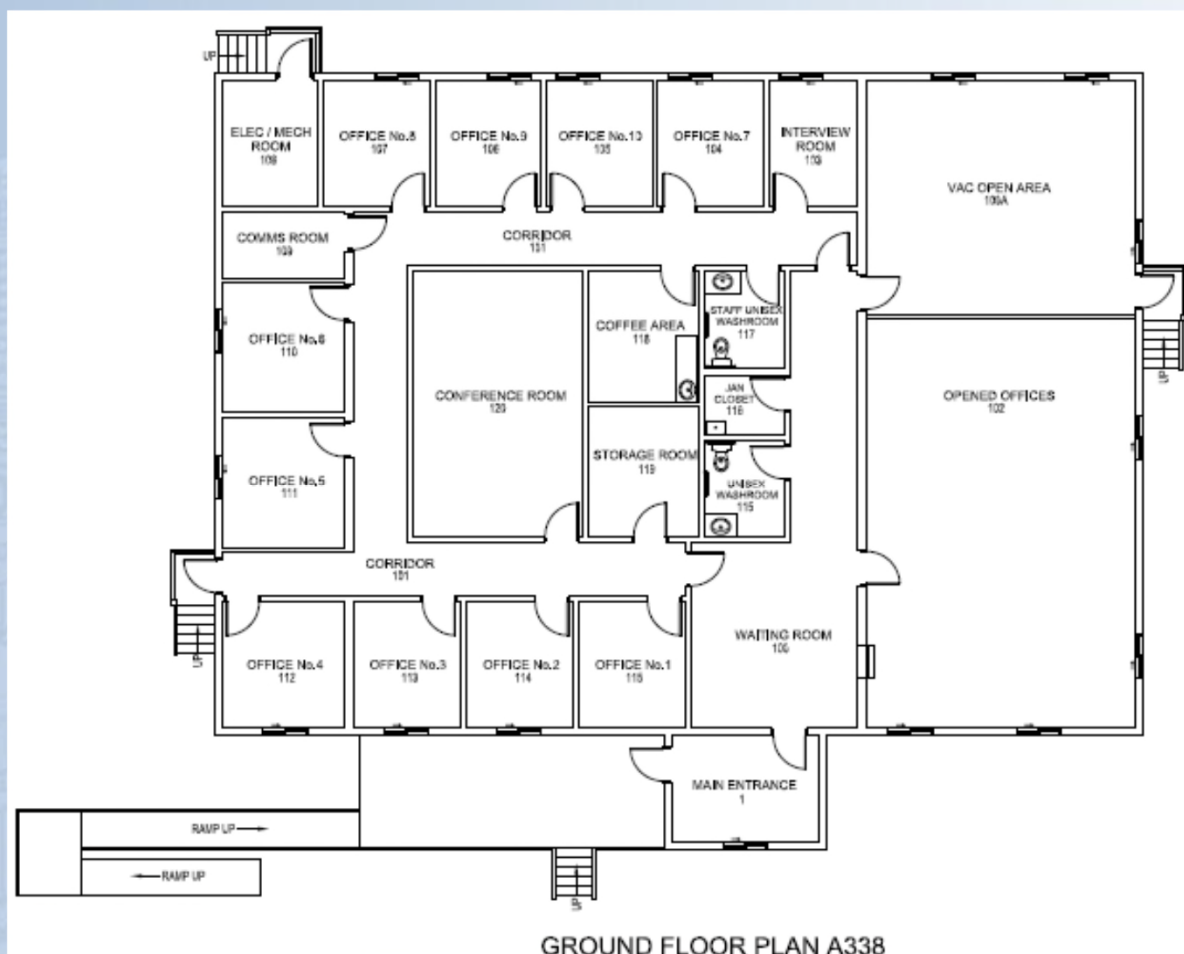 UP
ELEC / MECH
ROOM
108
OFFICE No.8
107
OFFICE No.9
106
OFFICE No.10
105
OFFICE No.7
104
INTERVIEW
ROOM
103
VAC OPEN AREA
COMMS ROOM
109
CORRIDOR
101
OFFICE No.6
110
COFFEE AREA
118
STAFF UNISEX
WASHROOM
117
CONFERENCE ROOM
120
JAN
CLOSET
116
OPENED OFFICES
102
UP
OFFICE No.5
111
STORAGE ROOM
119
UNISEX
WASHROOM
115
CORRIDOR
101
UP
OFFICE No.4
112
OFFICE No.3
113
OFFICE No.2
114
OFFICE No.1
WAITING ROOM
100
MAIN ENTRANCE
1
RAMP UP
RAMP UP
UP
GROUND FLOOR PLAN A338